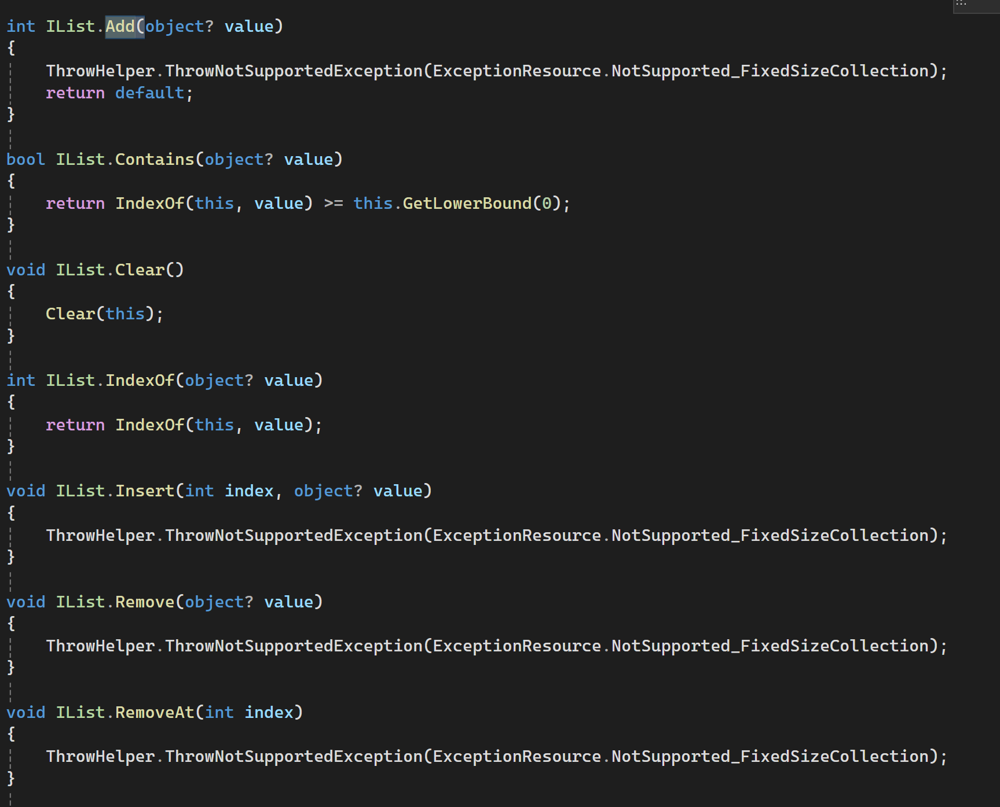 int IList.Add(object? value)
{
    ThrowHelper.ThrowNotSupportedException(ExceptionResource.NotSupported_FixedSizeCollection);
    return default;
}
bool IList.Contains(object? value)
{
    return IndexOf(this, value) >= this.GetLowerBound(0);
}
void IList.Clear()
{
    Clear(this);
}
int IList.IndexOf(object? value)
{
    return IndexOf(this, value);
}
void IList.Insert(int index, object? value)
{
    ThrowHelper.ThrowNotSupportedException(ExceptionResource.NotSupported_FixedSizeCollection);
}
void IList.Remove(object? value)
{
    ThrowHelper.ThrowNotSupportedException(ExceptionResource.NotSupported_FixedSizeCollection);
}
void IList.RemoveAt(int index)
{
    ThrowHelper.ThrowNotSupportedException(ExceptionResource.NotSupported_FixedSizeCollection);
}